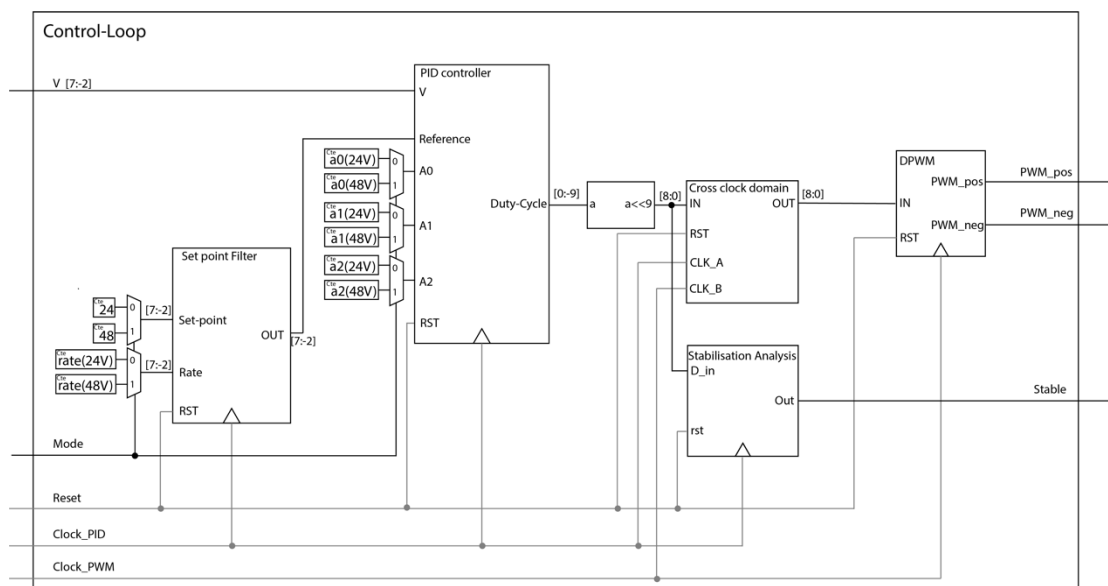 Control-Loop
V [7:-2]
PID controller
V
Reference
Cte
a0(24V)
0
A0
Cte
a0(48V)
1
Cte
a1(24V)
0
A1
Cte
a1(48V)
1
Cte
a2(24V)
0
A2
Cte
a2(48V)
1
RST
Duty-Cycle
[0:-9]
a
a<<9
[8:0]
Cross clock domain
IN
OUT
RST
CLK_A
CLK_B
[8:0]
DPWM
PWM_pos
IN
PWM_neg
RST
PWM_pos
PWM_neg
Set point Filter
Cte
24
0
[7:-2]
Set-point
Cte
48
1
OUT
[7:-2]
Cte
rate(24V)
0
[7:-2]
Rate
Cte
rate(48V)
1
RST
Stabilisation Analysis
D_in
Out
rst
Stable
Mode
Reset
Clock_PID
Clock_PWM